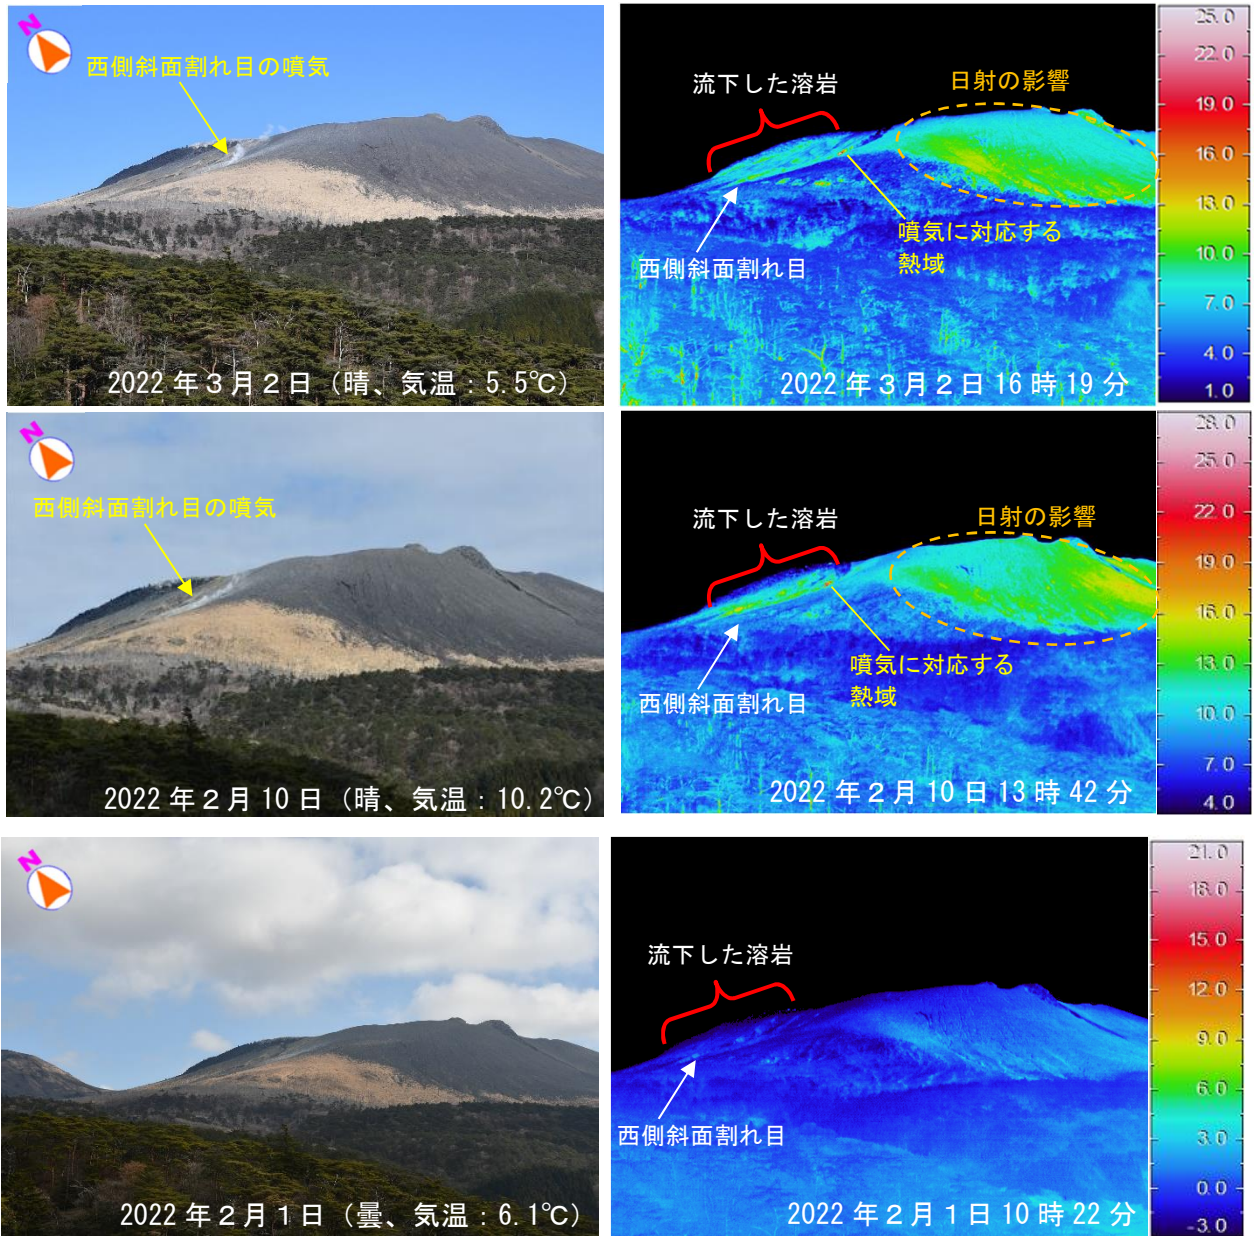 N
西側斜面割れ目の噴気
2022年3月2日（晴、気温：5.5℃）
流下した溶岩
日射の影響
噴気に対応する
熱域
西側斜面割れ目
2022年3月2日16時19分
25.0
22.0
19.0
16.0
13.0
10.0
7.0
4.0
1.0
N
西側斜面割れ目の噴気
2022年2月10日（晴、気温：10.2℃）
流下した溶岩
日射の影響
噴気に対応する
熱域
西側斜面割れ目
2022年2月10日13時42分
28.0
25.0
22.0
19.0
16.0
13.0
10.0
7.0
4.0
N
2022年2月1日（曇、気温：6.1℃）
流下した溶岩
西側斜面割れ目
2022年2月1日10時22分
21.0
18.0
15.0
12.0
9.0
6.0
3.0
0.0
-3.0